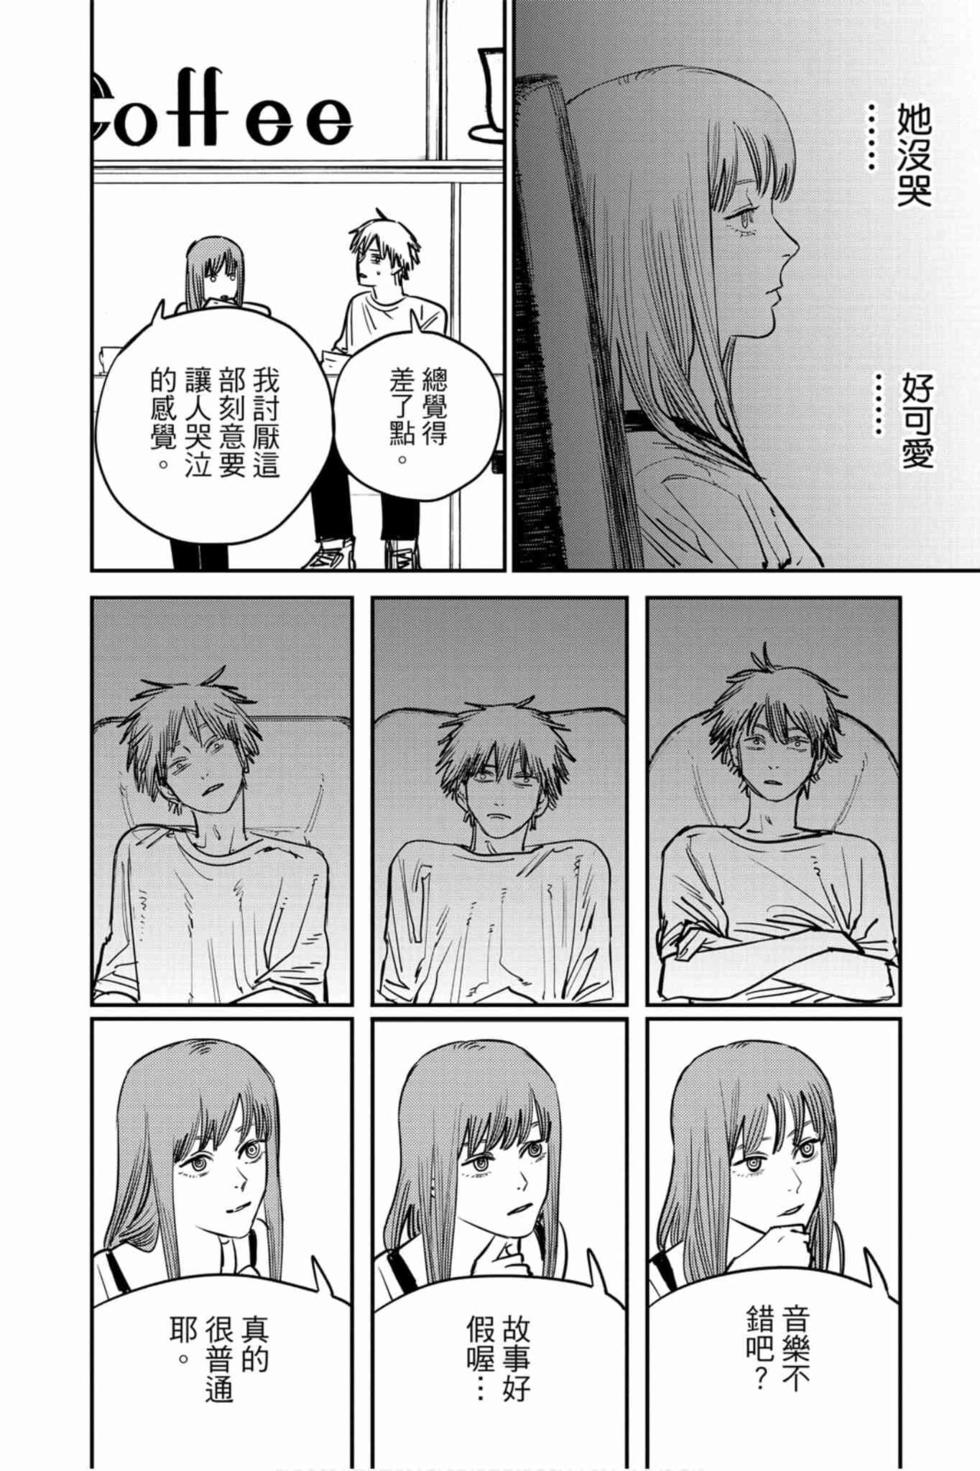 她沒哭
……
好可愛
……
Coffee
總覺得
差了點。
我討厭這
部刻意要
讓人哭泣
的感覺。
音樂不
錯吧？
故事好
假喔…
真的
很普通
耶。